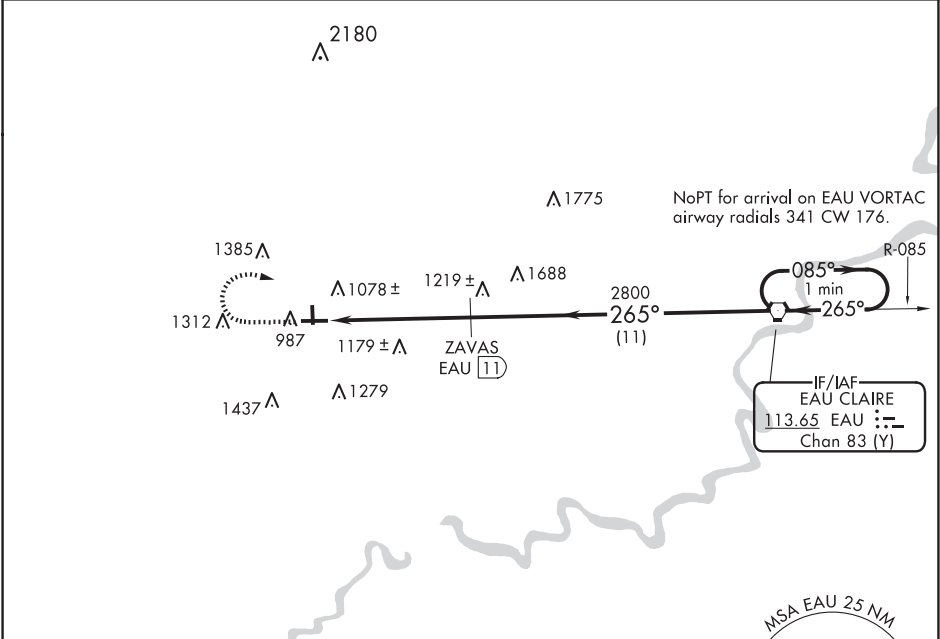 2180
1775
NoPT for arrival on EAU VORTAC
airway radials 341 CW 176.
1385
R-085
085°
1 min
265°
1688
1219 ±
1078 ±
2800
265°
(11)
1312
987
1179 ±
ZAVAS
EAU 11
1279
1437
IF/IAF
EAU CLAIRE
113.65 EAU
Chan 83 (Y)
MSA EAU 25 NM